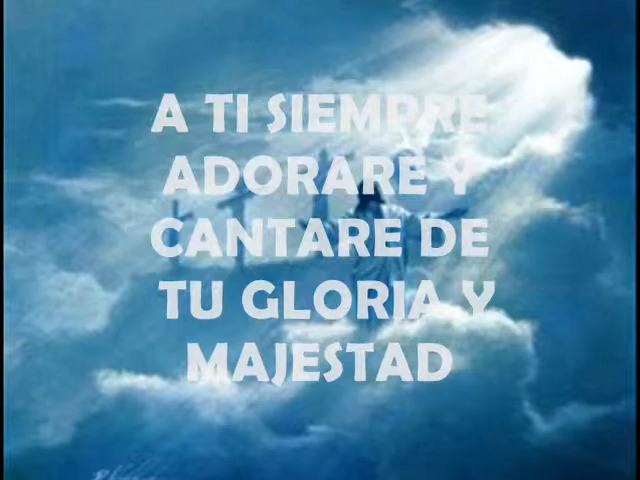 A TI SIEMPRE
ADORARE Y
CANTARE DE
TU GLORIA Y
MAJESTAD